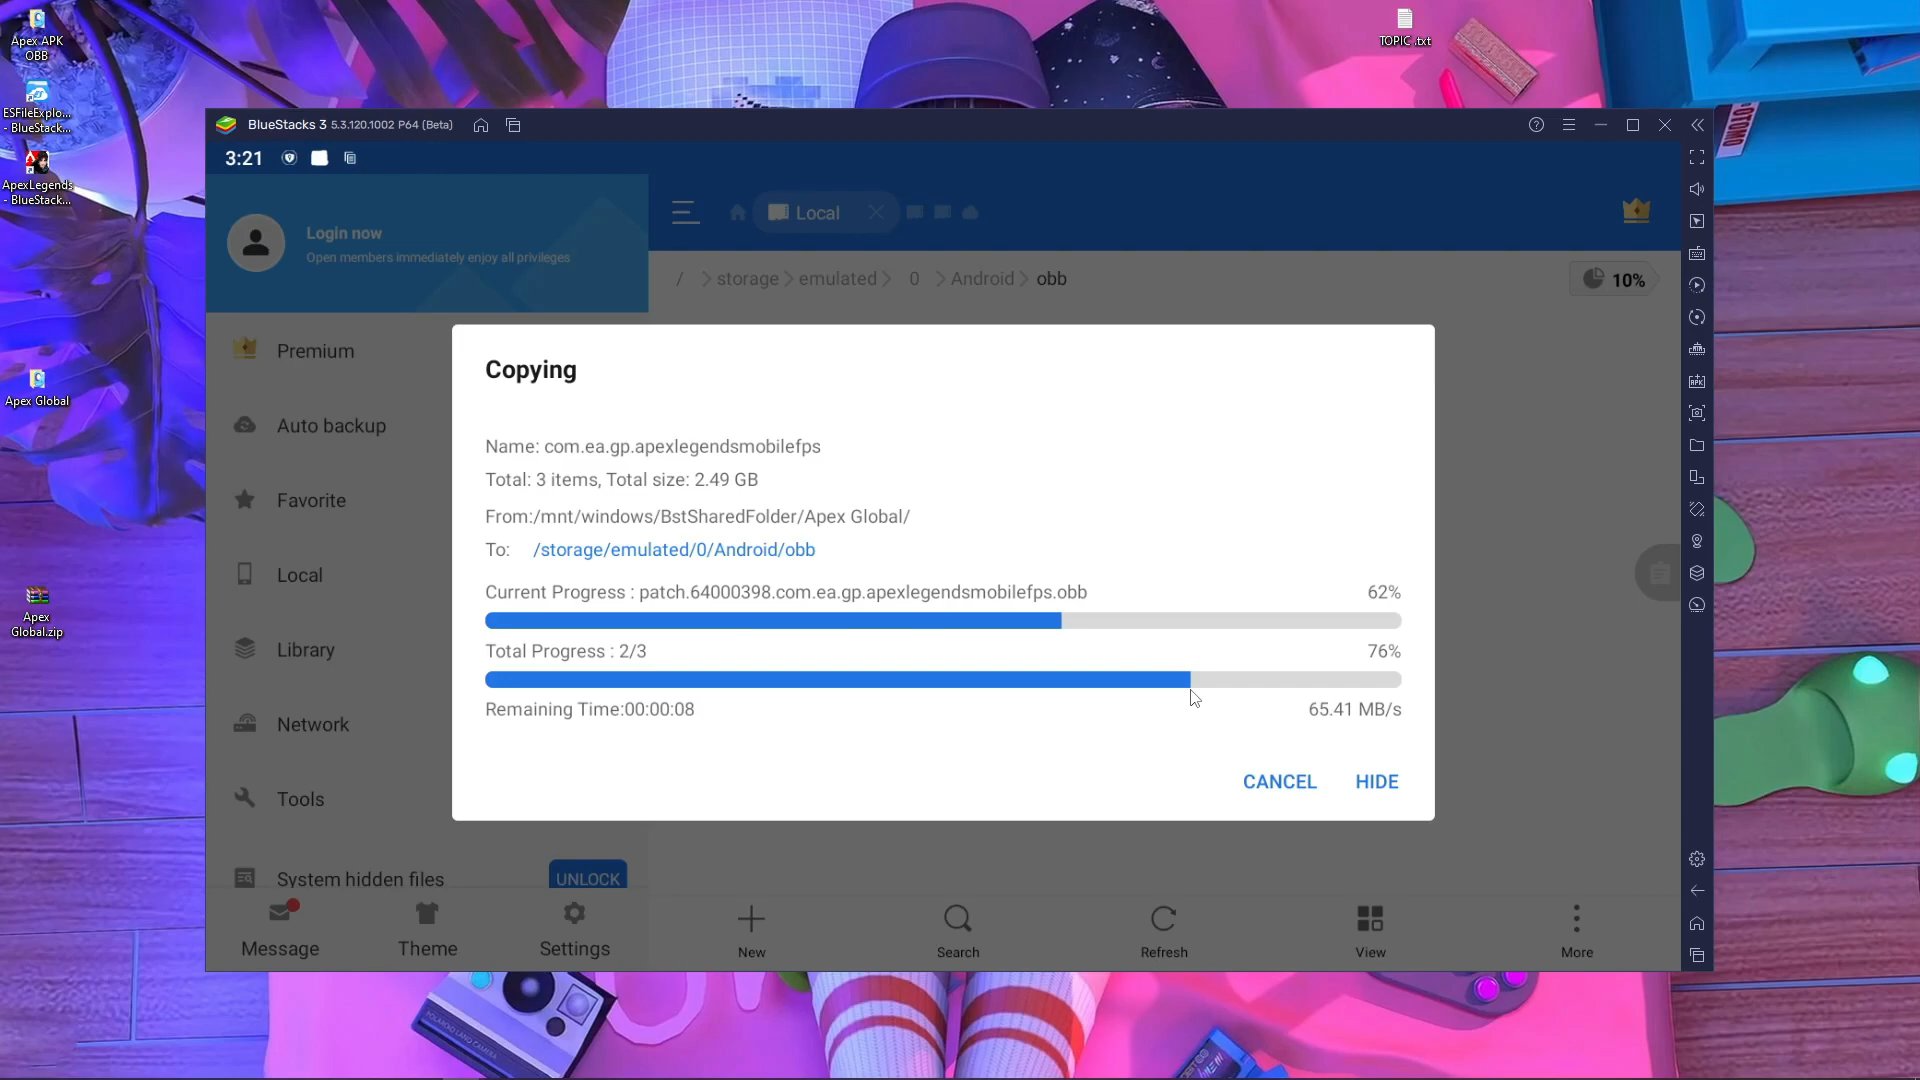 Apex APK
OBB
ESFileExplo...
- BlueStack...
ApexLegends
- BlueStack...
Apex Global
Apex
Global.zip
TOPIC .txt
BlueStacks 3 5.3.120.1002 P64 (Beta)
3:21
Login now
Open members immediately enjoy all privileges
Local
/ storage emulated 0 Android obb
10%
Premium
Auto backup
Favorite
Local
Library
Network
Tools
System hidden files
UNLOCK
Message
Theme
Settings
Copying
Name: com.ea.gp.apexlegendsmobilefps
Total: 3 items, Total size: 2.49 GB
From:/mnt/windows/BstSharedFolder/Apex Global/
To: /storage/emulated/0/Android/obb
Current Progress : patch.64000398.com.ea.gp.apexlegendsmobilefps.obb 62%
Total Progress : 2/3 76%
Remaining Time:00:00:08 65.41 MB/s
CANCEL HIDE
New
Search
Refresh
View
More
POLAROID LAND CAMERA